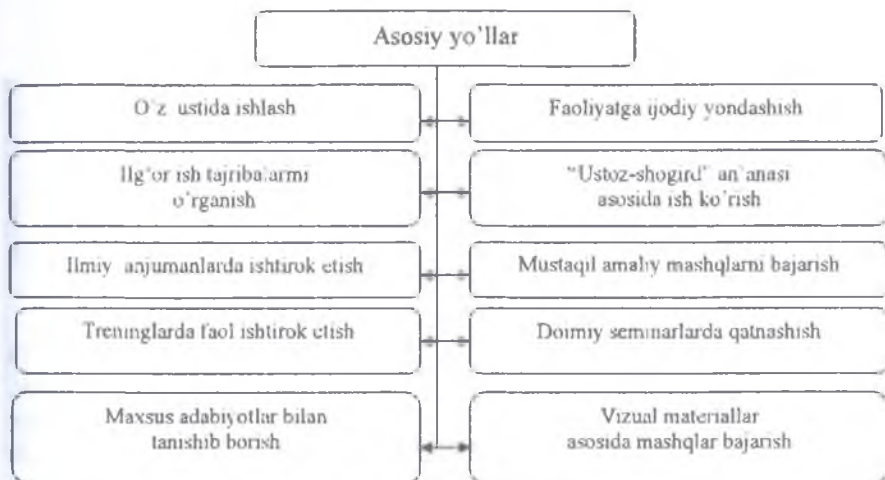 Asosiy yo'llar
O'z ustida ishlash
Faoliyatga ijodiy yondashish
Ilg'or ish tajribalarini
o'rganish
"Ustoz-shogird" an'anasi
asosida ish ko'rish
Ilmiy anjumanlarda ishtirok etish
Mustaqil amaliy mashqlarni bajarish
Treninglarda faol ishtirok etish
Doimiy seminarlarda qatnashish
Maxsus adabiyotlar bilan
tanishib borish
Vizual materiallar
asosida mashqlar bajarish